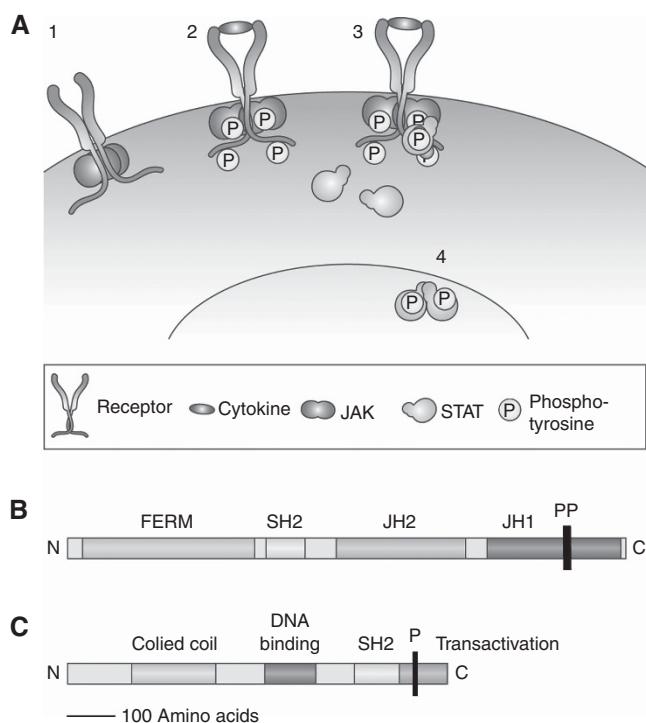 A
1
2
3
P
P
P
P
P
P
P
P
P
4
P
P
Receptor
Cytokine
JAK
STAT
P
Phospho-
tyrosine
B
PP
FERM
SH2
JH2
JH1
N
C
C
DNA
P
Colied coil
binding
SH2
Transactivation
N
C
100 Amino acids